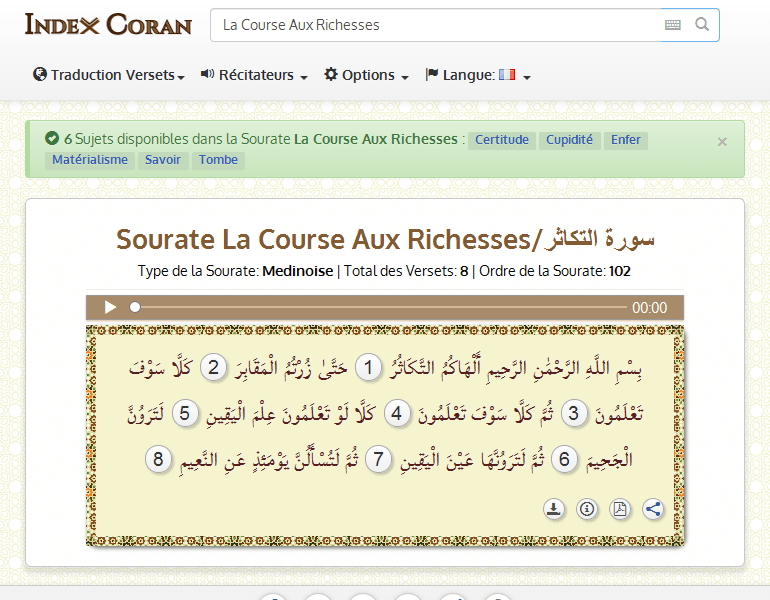 INDEX CORAN
La Course Aux Richesses
Traduction Versets
Récitateurs
Options
Langue:
6 Sujets disponibles dans la Sourate La Course Aux Richesses : Certitude Cupidité Enfer
Matérialisme Savoir Tombe
×
Sourate La Course Aux Richesses/سورة التكاثر
Type de la Sourate: Medinoise | Total des Versets: 8 | Ordre de la Sourate: 102
00:00
بِسْمِ اللَّهِ الرَّحْمَٰنِ الرَّحِيمِ أَلْهَاكُمُ التَّكَاثُرُ 1 حَتَّىٰ زُرْتُمُ الْمَقَابِرَ 2 كَلَّا سَوْفَ
تَعْلَمُونَ 3 ثُمَّ كَلَّا سَوْفَ تَعْلَمُونَ 4 كَلَّا لَوْ تَعْلَمُونَ عِلْمَ الْيَقِينِ 5 لَتَرَوُنَّ
الْجَحِيمَ 6 ثُمَّ لَتَرَوُنَّهَا عَيْنَ الْيَقِينِ 7 ثُمَّ لَتُسْأَلُنَّ يَوْمَئِذٍ عَنِ النَّعِيمِ 8